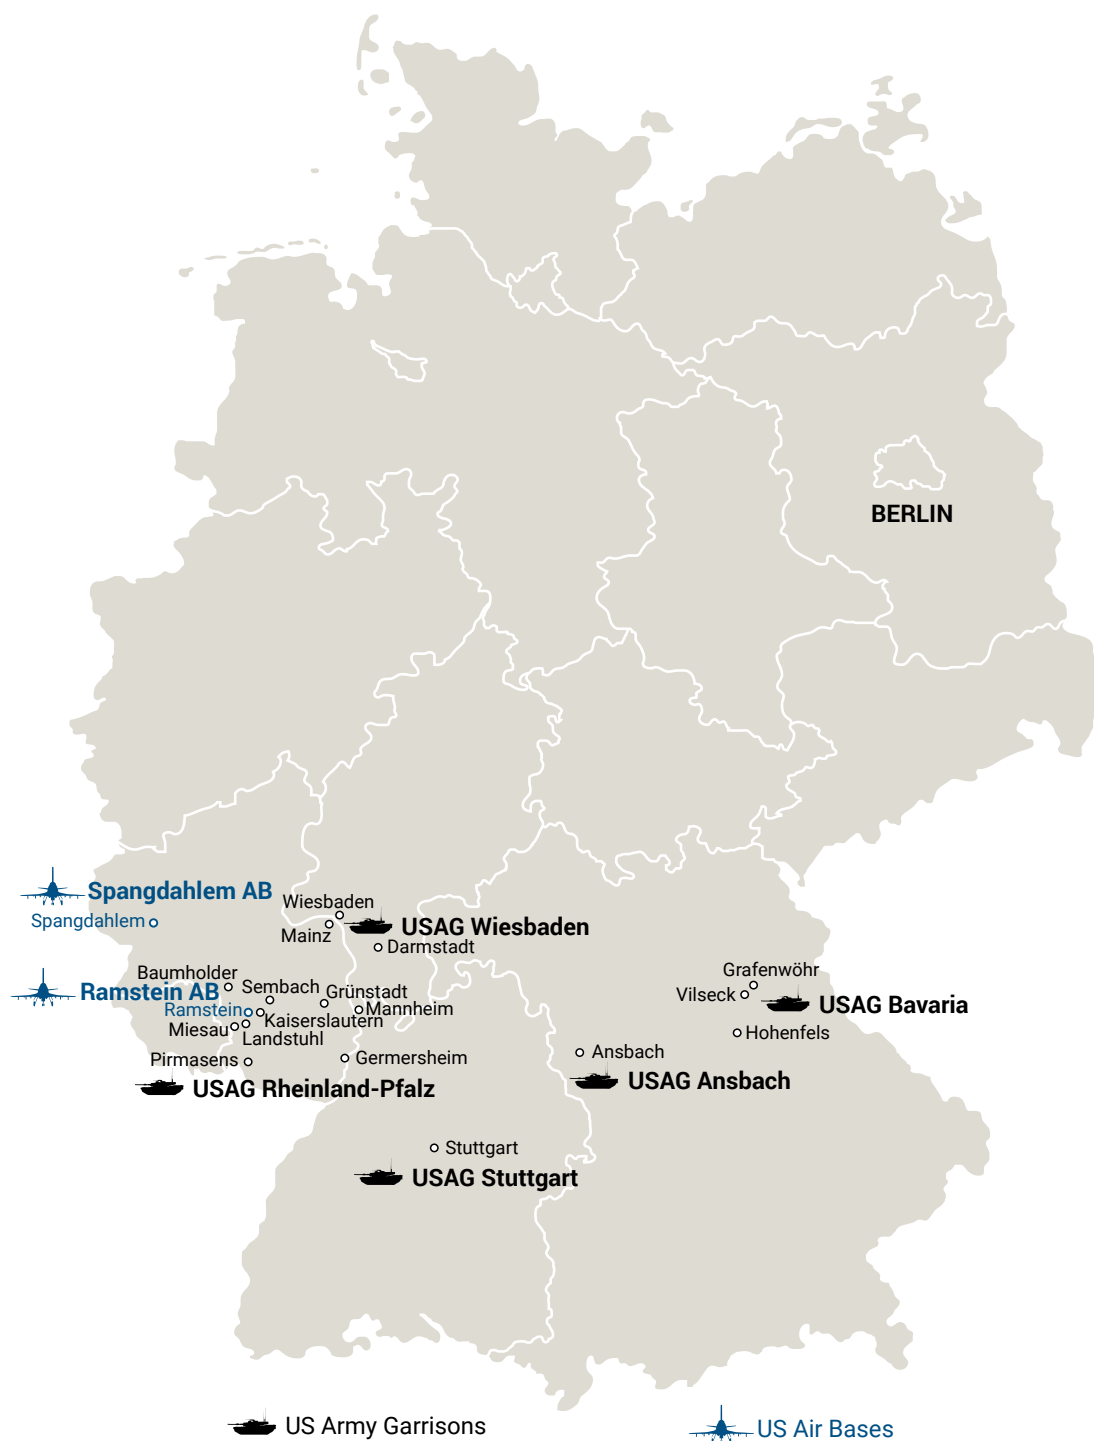 BERLIN
Spangdahlem AB
Spangdahlem
Wiesbaden
Mainz
USAG Wiesbaden
Darmstadt
Baumholder
Ramstein AB
Sembach
Grünstadt
Ramstein
Mannheim
Kaiserslautern
Miesau
Landstuhl
Pirmasens
Germersheim
USAG Rheinland-Pfalz
Grafenwöhr
Vilseck
USAG Bavaria
Hohenfels
Ansbach
USAG Ansbach
Stuttgart
USAG Stuttgart
US Army Garrisons
US Air Bases